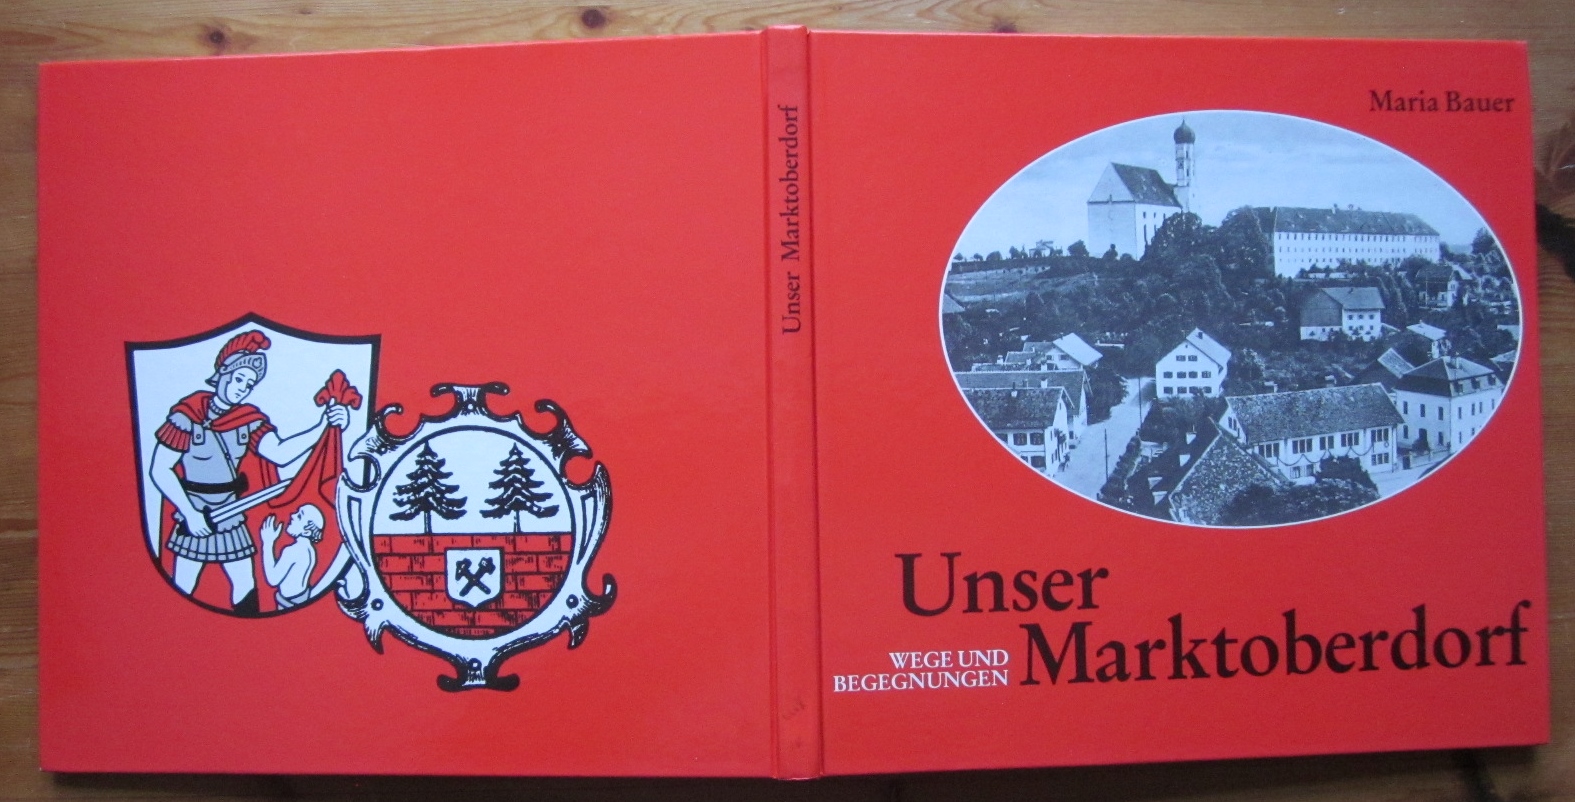 Unser Marktoberdorf
Maria Bauer
Unser
Marktoberdorf
WEGE UND
BEGEGNUNGEN